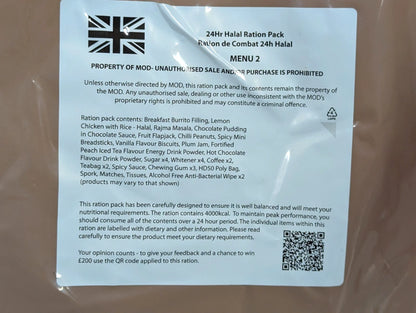 24Hr Halal Ration Pack
Ration de Combat 24h Halal
MENU 2
PROPERTY OF MOD- UNAUTHORISED SALE AND/OR PURCHASE IS PROHIBITED
Unless otherwise directed by MOD, this ration pack and its contents remain the property of
the MOD. Any unauthorised sale, dealing or other use inconsistent with the MOD's
proprietary rights is prohibited and may constitute a criminal offence.
Ration pack contents: Breakfast Burrito Filling, Lemon
Chicken with Rice - Halal, Rajma Masala, Chocolate Pudding
in Chocolate Sauce, Fruit Flapjack, Chilli Peanuts, Spicy Mini
Breadsticks, Vanilla Flavour Biscuits, Plum Jam, Fortified
Peach Iced Tea Flavour Energy Drink Powder, Hot Chocolate
Flavour Drink Powder, Sugar x4, Whitener x4, Coffee x2,
Teabag x2, Spicy Sauce, Chewing Gum x3, HD50 Poly Bag,
Spork, Matches, Tissues, Alcohol Free Anti-Bacterial Wipe x2
(products may vary to that shown)
This ration pack has been carefully designed to ensure it is well balanced and will meet your
nutritional requirements. The ration contains 4000kcal. To maintain peak performance, you
should consume all of the contents over a 24 hour period. The individual items within this
ration are labelled with dietary and other information. Please read
carefully to ensure the product meet your dietary requirements.
Your opinion counts - to give your feedback and a chance to win
£200 use the QR code applied to this ration.